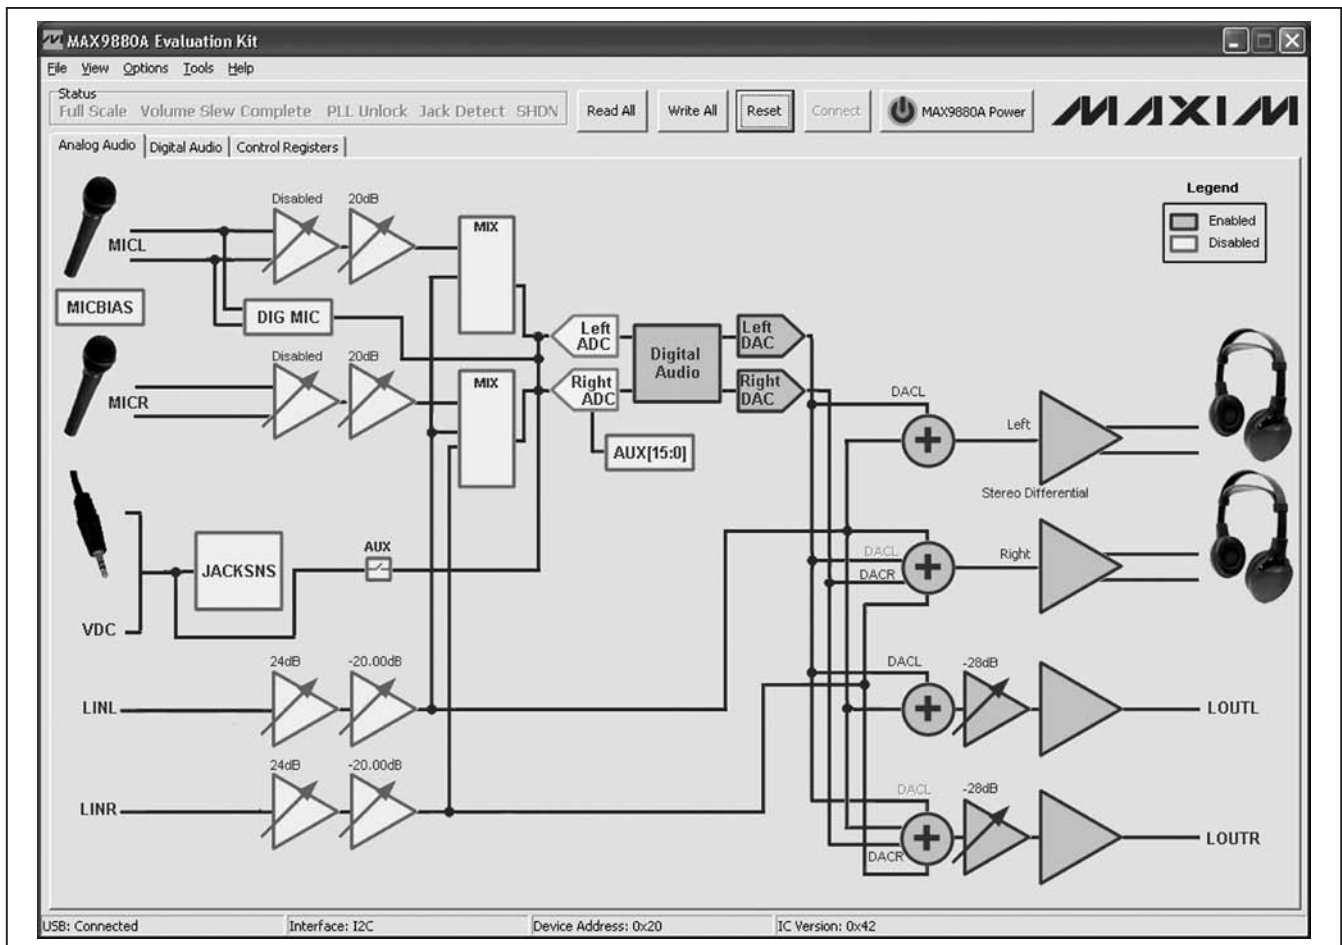 MAX9880A Evaluation Kit
File View Options Tools Help
Status
Full Scale Volume Slew Complete PLL Unlock Jack Detect SHDN
Read All
Write All
Reset
Connect
MAX9880A Power
MAXIM
Analog Audio
Digital Audio
Control Registers
Legend
Enabled
Disabled
Disabled
20dB
MIX
MICL
MICBIAS
DIG MIC
Left ADC
Digital Audio
Left DAC
Disabled
20dB
MIX
Right ADC
Right DAC
MICR
DACL
Left
AUX[15:0]
Stereo Differential
AUX
JACKSNS
DACL
DACR
Right
VDC
24dB
-20.00dB
DACL
-28dB
LINL
LOUTL
24dB
-20.00dB
DACL
-28dB
LINR
DACR
LOUTR
USB: Connected
Interface: I2C
Device Address: 0x20
IC Version: 0x42